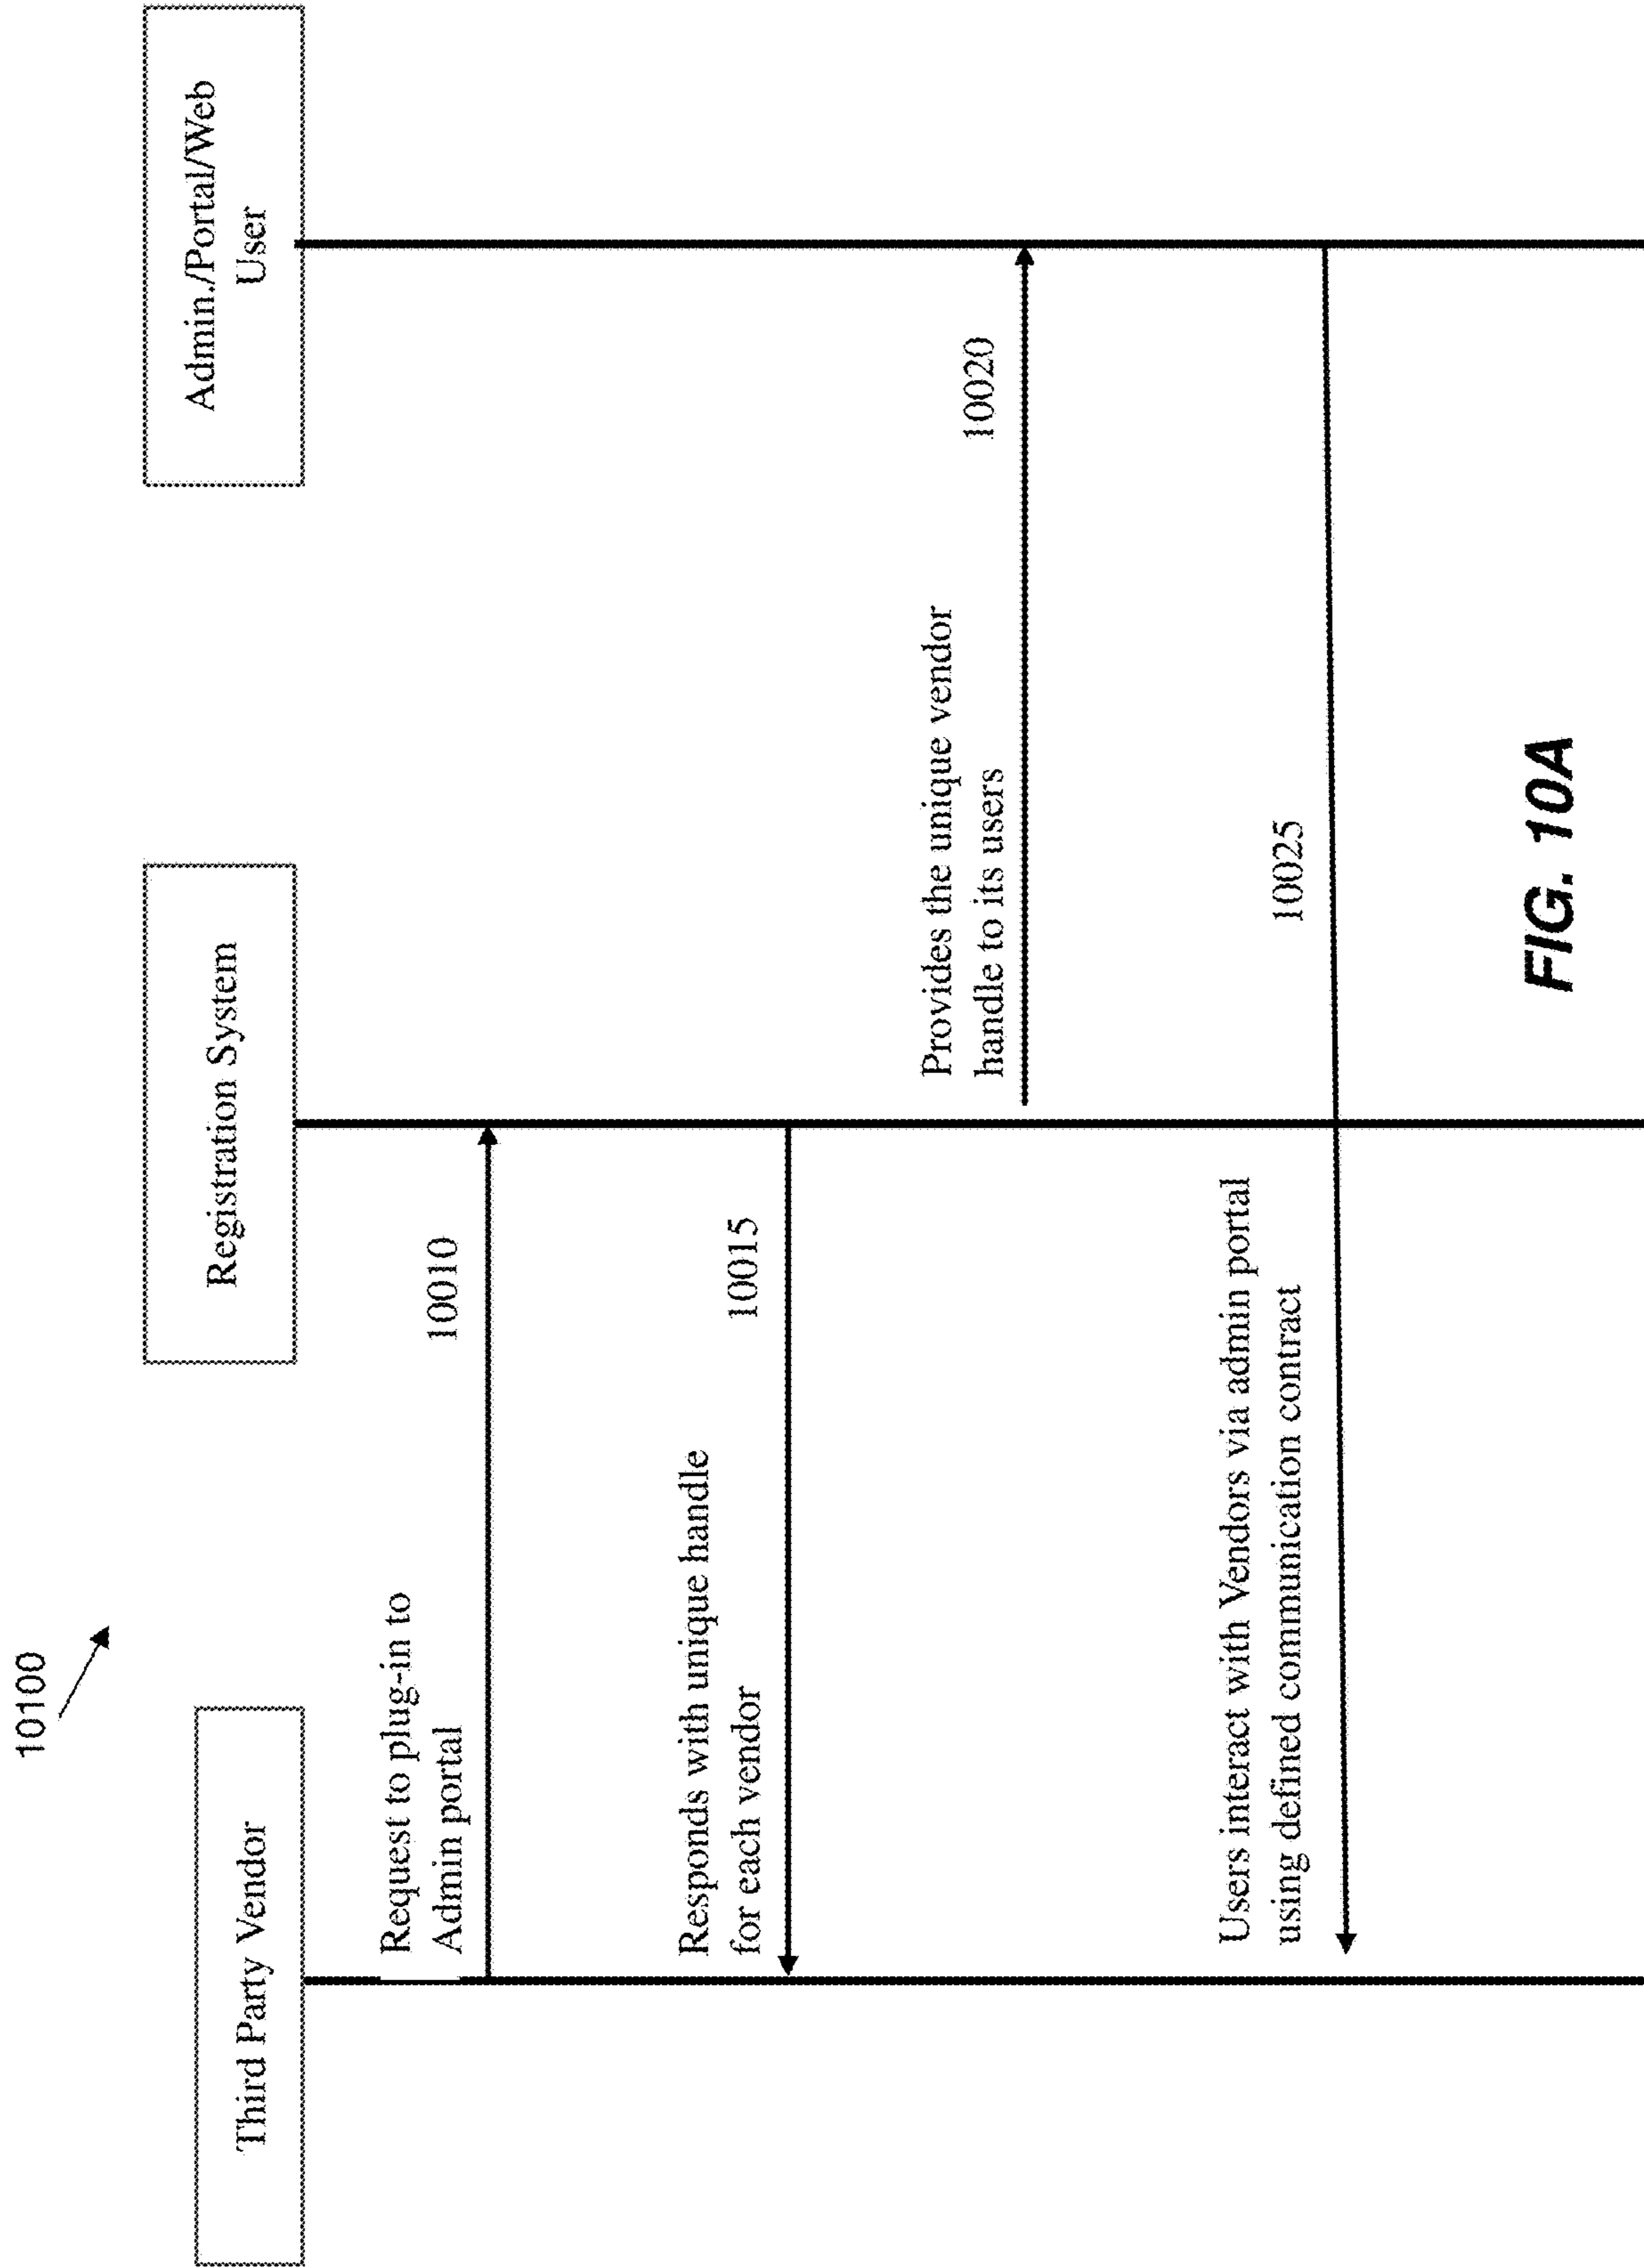 10100
Third Party Vendor
Registration System
Admin./Portal/Web
User
Request to plug-in to
Admin portal
10010
Responds with unique handle
for each vendor
10015
Provides the unique vendor
handle to its users
10020
Users interact with Vendors via admin portal
using defined communication contract
10025
FIG. 10A